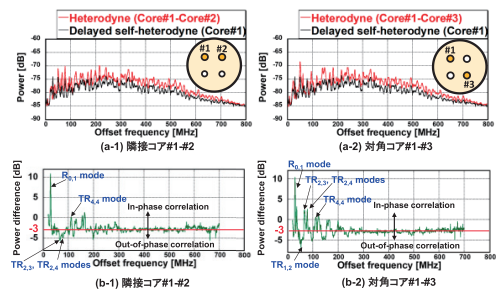 Heterodyne (Core#1-Core#2)
Delayed self-heterodyne (Core#1)
#1 #2
Power [dB]
-60
-65
-70
-75
-80
-85
0 100 200 300 400 500 600 700 800
Offset frequency [MHz]
(a-1) 隣接コア#1-#2
Heterodyne (Core#1-Core#3)
Delayed self-heterodyne (Core#1)
#1
#3
Power [dB]
-60
-65
-70
-75
-80
-85
0 100 200 300 400 500 600 700 800
Offset frequency [MHz]
(a-2) 対角コア#1-#3
Power difference [dB]
10
5
0
-3
-5
R0,1 mode
TR4,4 mode
In-phase correlation
Out-of-phase correlation
TR2,3, TR2,4 modes
0 100 200 300 400 500 600 700 800
Offset frequency [MHz]
(b-1) 隣接コア#1-#2
Power difference [dB]
10
5
0
-3
-5
R0,1 mode
TR2,3, TR2,4 modes
TR4,4 mode
In-phase correlation
Out-of-phase correlation
TR1,2 mode
0 100 200 300 400 500 600 700 800
Offset frequency [MHz]
(b-2) 対角コア#1-#3